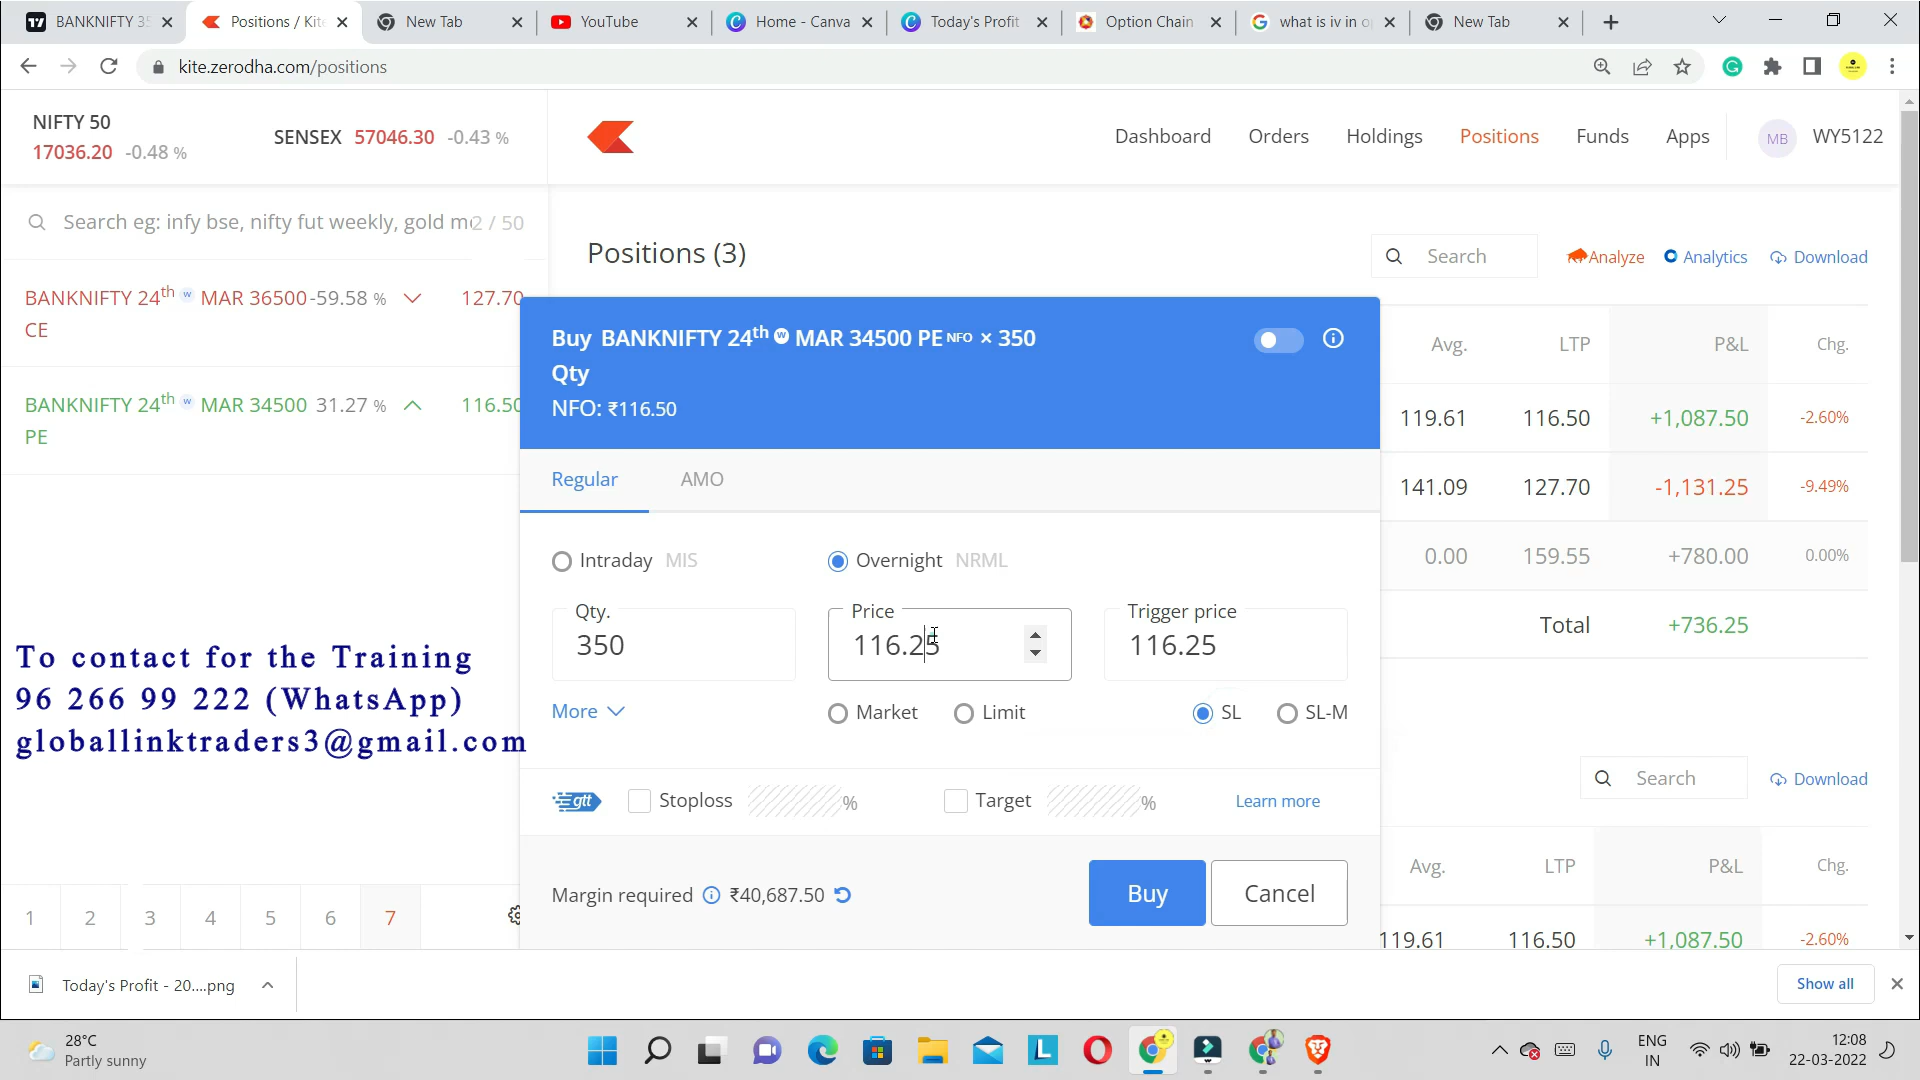 BANKNIFTY 35
Positions / Kite
New Tab
YouTube
Home - Canva
Today's Profit
Option Chain
what is iv in op
New Tab
kite.zerodha.com/positions
NIFTY 50
17036.20 -0.48 %
SENSEX 57046.30 -0.43 %
Dashboard Orders Holdings Positions Funds Apps MB WY5122
Search eg: infy bse, nifty fut weekly, gold m 2 / 50
Positions (3)
Search
Analyze
Analytics
Download
BANKNIFTY 24th w MAR 36500 -59.58 % 127.70
CE
BANKNIFTY 24th w MAR 34500 31.27 % 116.50
PE
Buy BANKNIFTY 24th w MAR 34500 PE NFO × 350
Qty
NFO: ₹116.50
Avg. LTP P&L Chg.
119.61 116.50 +1,087.50 -2.60%
141.09 127.70 -1,131.25 -9.49%
0.00 159.55 +780.00 0.00%
Total +736.25
Regular AMO
Intraday MIS Overnight NRML
Qty. Price Trigger price
350 116.25 116.25
More Market Limit SL SL-M
gtt Stoploss % Target % Learn more
Margin required ₹40,687.50
Buy Cancel
To contact for the Training
96 266 99 222 (WhatsApp)
globallinktraders3@gmail.com
Search
Download
Avg. LTP P&L Chg.
119.61 116.50 +1,087.50 -2.60%
1 2 3 4 5 6 7
Today's Profit - 20....png
Show all
28°C
Partly sunny
ENG
IN
12:08
22-03-2022